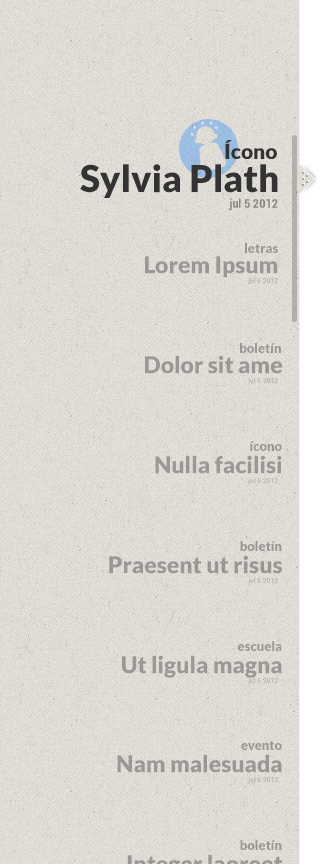 Ícono
Sylvia Plath
jul 5 2012
letras
Lorem Ipsum
jul 5 2012
boletín
Dolor sit ame
jul 5 2012
ícono
Nulla facilisi
jul 5 2012
boletín
Praesent ut risus
jul 5 2012
escuela
Ut ligula magna
jul 5 2012
evento
Nam malesuada
jul 5 2012
boletín
Integer laoreet